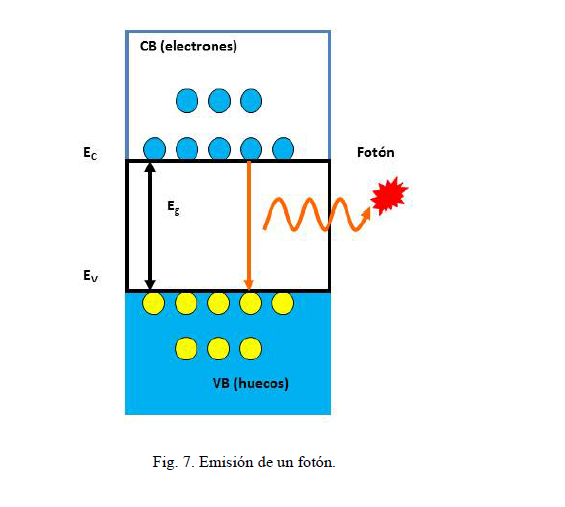 CB (electrones)
E_C
Fotón
E_g
E_V
VB (huecos)
Fig. 7. Emisión de un fotón.